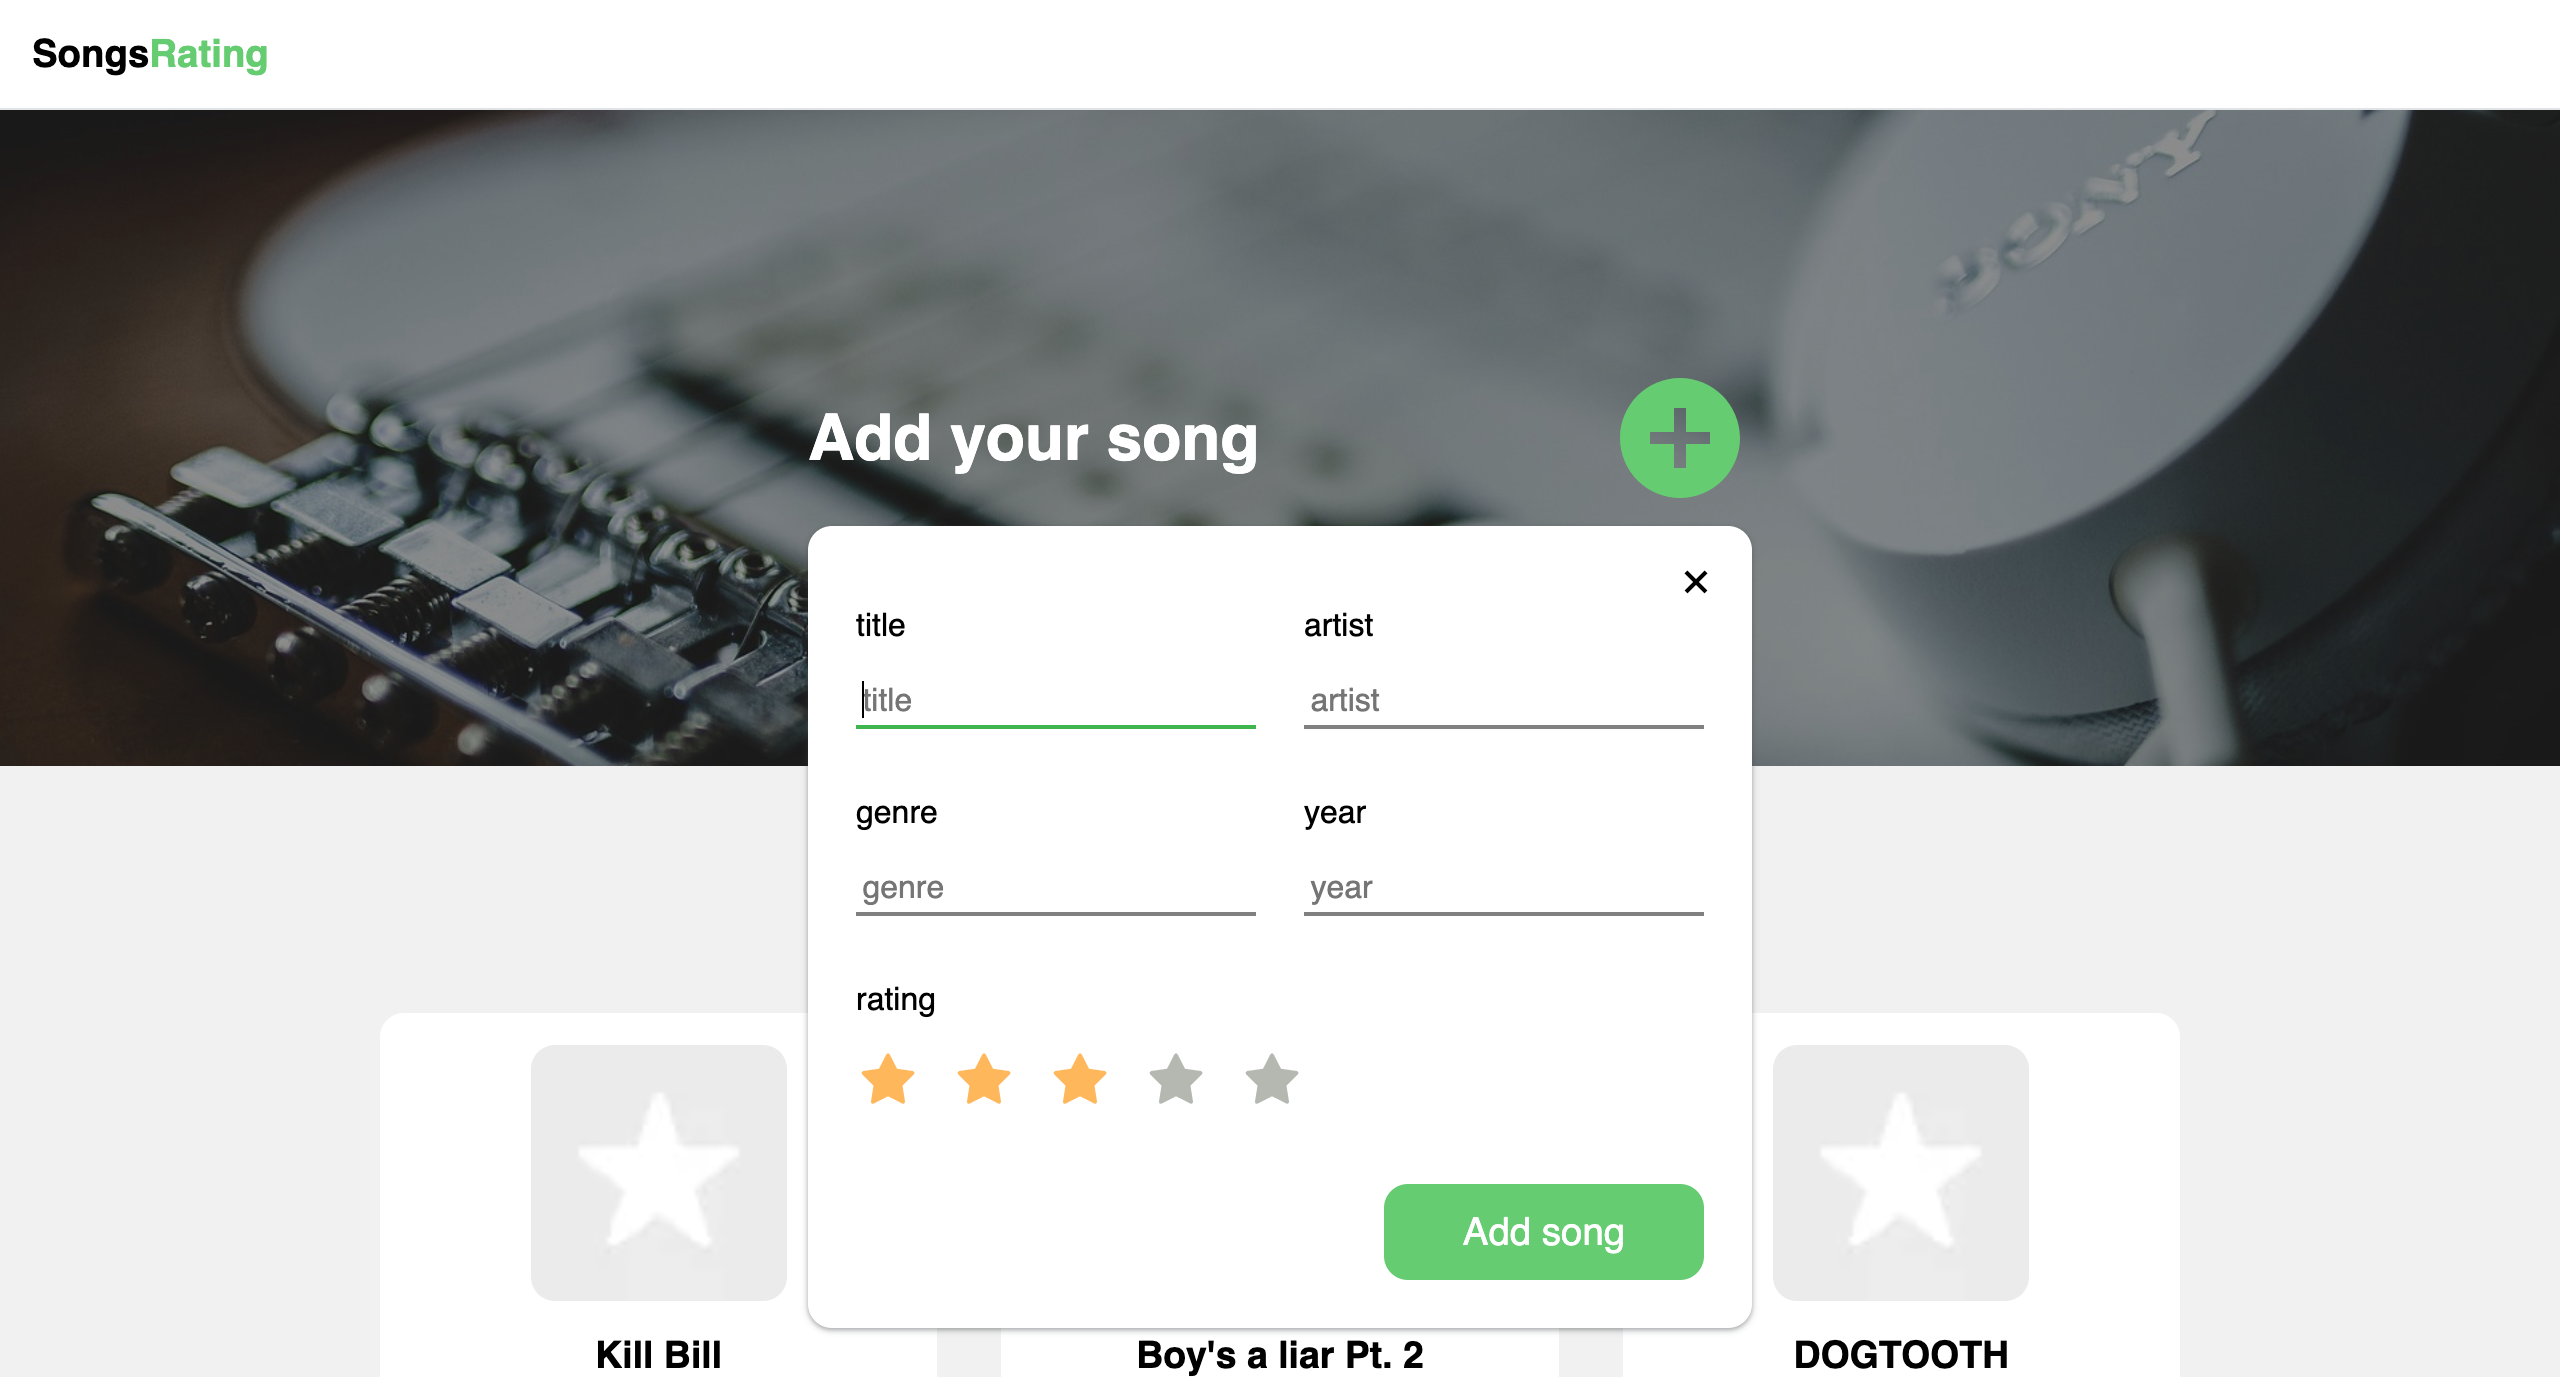 SongsRating
SONY
Add your song
title
artist
title
artist
genre
year
genre
year
rating
Add song
Kill Bill
Boy's a liar Pt. 2
DOGTOOTH